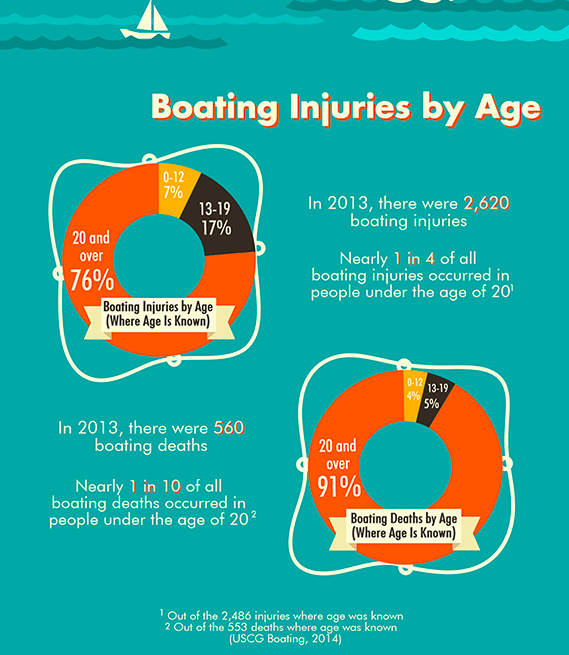 Boating Injuries by Age
0-12
7%
13-19
17%
20 and
over
76%
Boating Injuries by Age
(Where Age Is Known)
In 2013, there were 2,620
boating injuries
Nearly 1 in 4 of all
boating injuries occurred in
people under the age of 20¹
In 2013, there were 560
boating deaths
Nearly 1 in 10 of all
boating deaths occurred in
people under the age of 20²
0-12
4%
13-19
5%
20 and
over
91%
Boating Deaths by Age
(Where Age Is Known)
¹ Out of the 2,486 injuries where age was known
² Out of the 553 deaths where age was known
(USCG Boating, 2014)